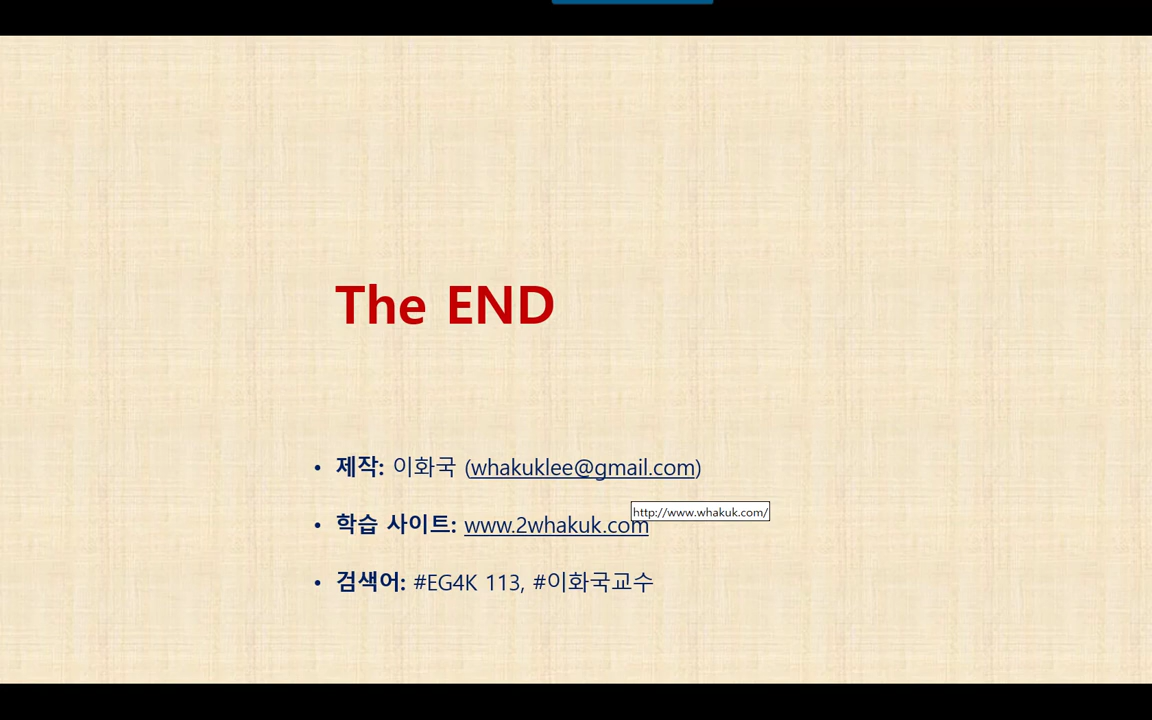 The END
• 제작: 이화국 (whakuklee@gmail.com)
http://www.whakuk.com/
• 학습 사이트: www.2whakuk.com
• 검색어: #EG4K 113, #이화국교수